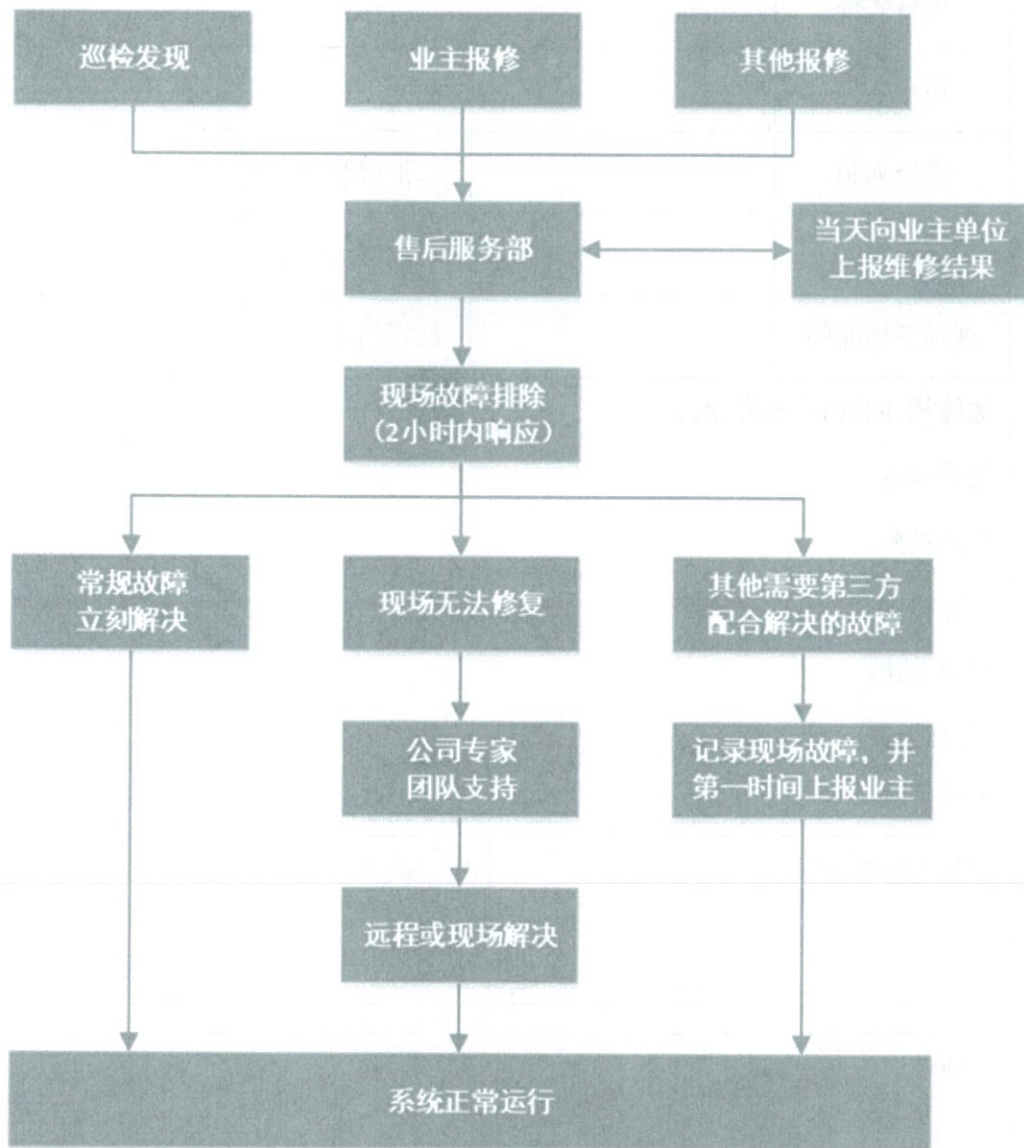 巡检发现
业主报修
其他报修
售后服务部
当天向业主单位
上报维修结果
现场故障排除
（2小时内响应）
常规故障
立刻解决
现场无法修复
其他需要第三方
配合解决的故障
公司专家
团队支持
记录现场故障，并
第一时间上报业主
远程或现场解决
系统正常运行